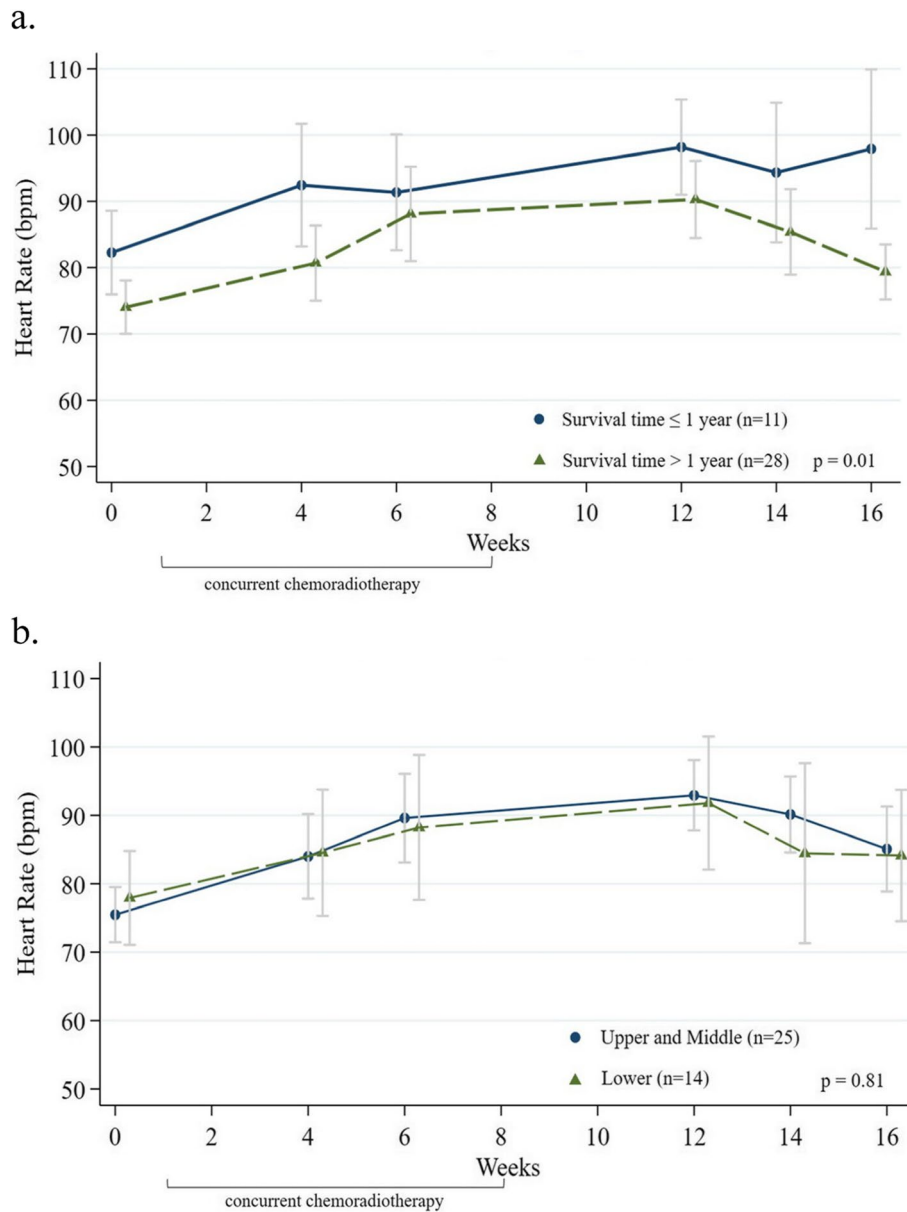 a.
110
100
90
80
70
60
50
Heart Rate (bpm)
Survival time ≤ 1 year (n=11)
Survival time > 1 year (n=28) p = 0.01
0 2 4 6 8 10 12 14 16
Weeks
concurrent chemoradiotherapy
b.
110
100
90
80
70
60
50
Heart Rate (bpm)
Upper and Middle (n=25)
Lower (n=14) p = 0.81
0 2 4 6 8 10 12 14 16
Weeks
concurrent chemoradiotherapy